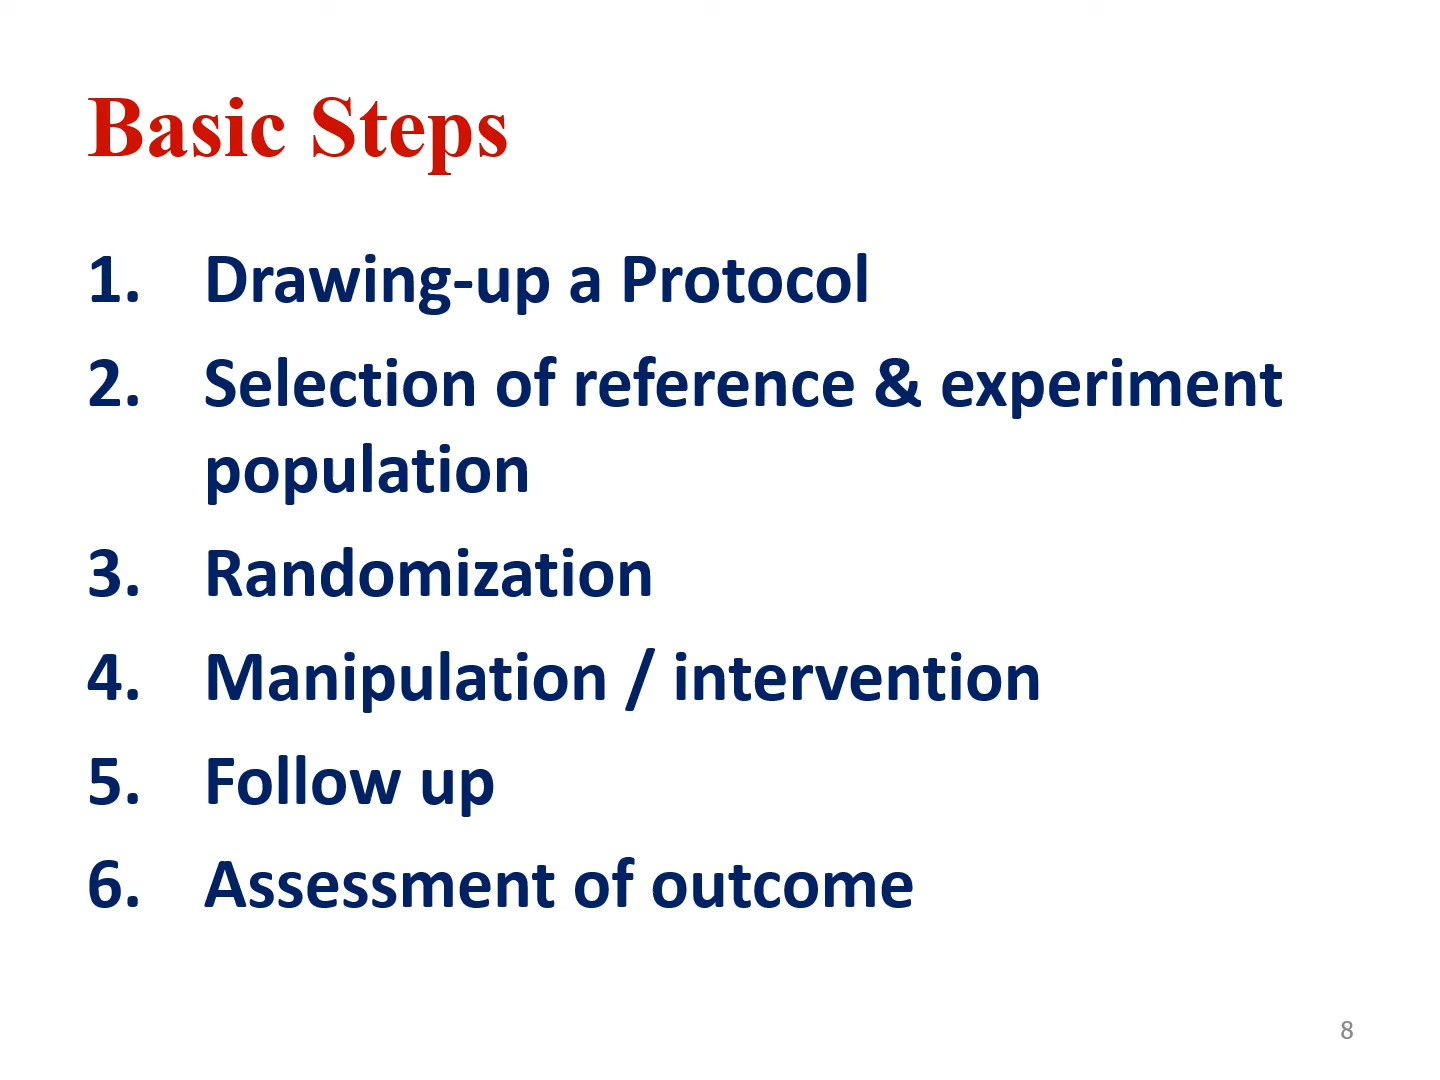 Basic Steps
1. Drawing-up a Protocol
2. Selection of reference & experiment
population
3. Randomization
4. Manipulation / intervention
5. Follow up
6. Assessment of outcome
8